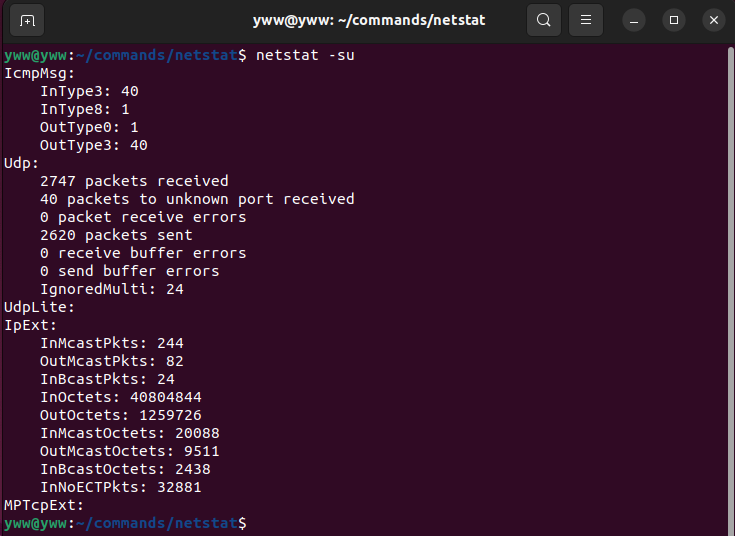 yww@yww: ~/commands/netstat
yww@yww:~/commands/netstat$ netstat -su
IcmpMsg:
    InType3: 40
    InType8: 1
    OutType0: 1
    OutType3: 40
Udp:
    2747 packets received
    40 packets to unknown port received
    0 packet receive errors
    2620 packets sent
    0 receive buffer errors
    0 send buffer errors
    IgnoredMulti: 24
UdpLite:
IpExt:
    InMcastPkts: 244
    OutMcastPkts: 82
    InBcastPkts: 24
    InOctets: 40804844
    OutOctets: 1259726
    InMcastOctets: 20088
    OutMcastOctets: 9511
    InBcastOctets: 2438
    InNoECTPkts: 32881
MPTcpExt:
yww@yww:~/commands/netstat$